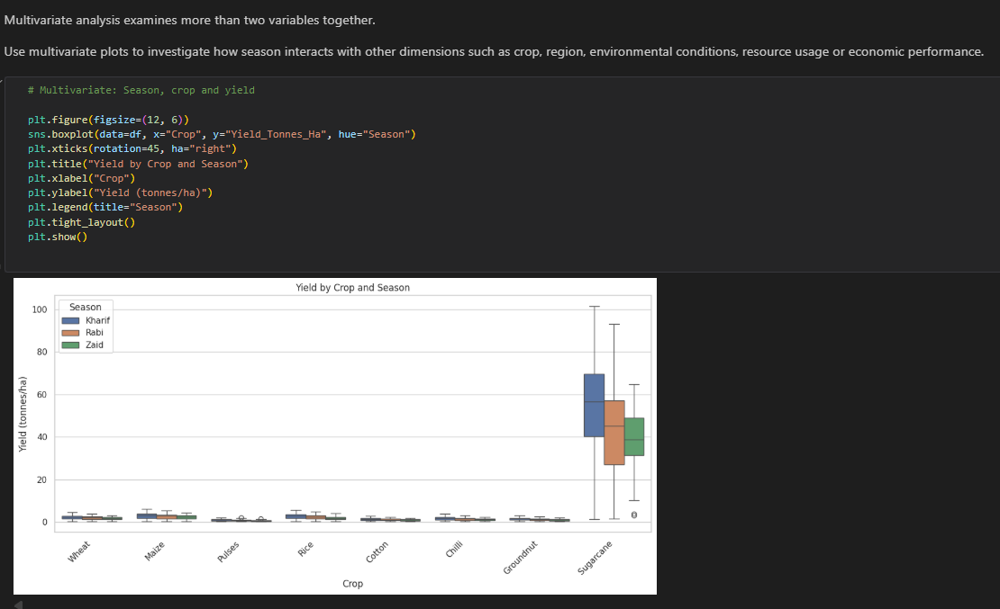 Multivariate analysis examines more than two variables together.
Use multivariate plots to investigate how season interacts with other dimensions such as crop, region, environmental conditions, resource usage or economic performance.
# Multivariate: Season, crop and yield
plt.figure(figsize=(12, 6))
sns.boxplot(data=df, x="Crop", y="Yield_Tonnes_Ha", hue="Season")
plt.xticks(rotation=45, ha="right")
plt.title("Yield by Crop and Season")
plt.xlabel("Crop")
plt.ylabel("Yield (tonnes/ha)")
plt.legend(title="Season")
plt.tight_layout()
plt.show()
Yield by Crop and Season
Season
Kharif
Rabi
Zaid
100
80
60
40
20
0
Yield (tonnes/ha)
Wheat
Maize
Pulses
Rice
Cotton
Chilli
Groundnut
Sugarcane
Crop